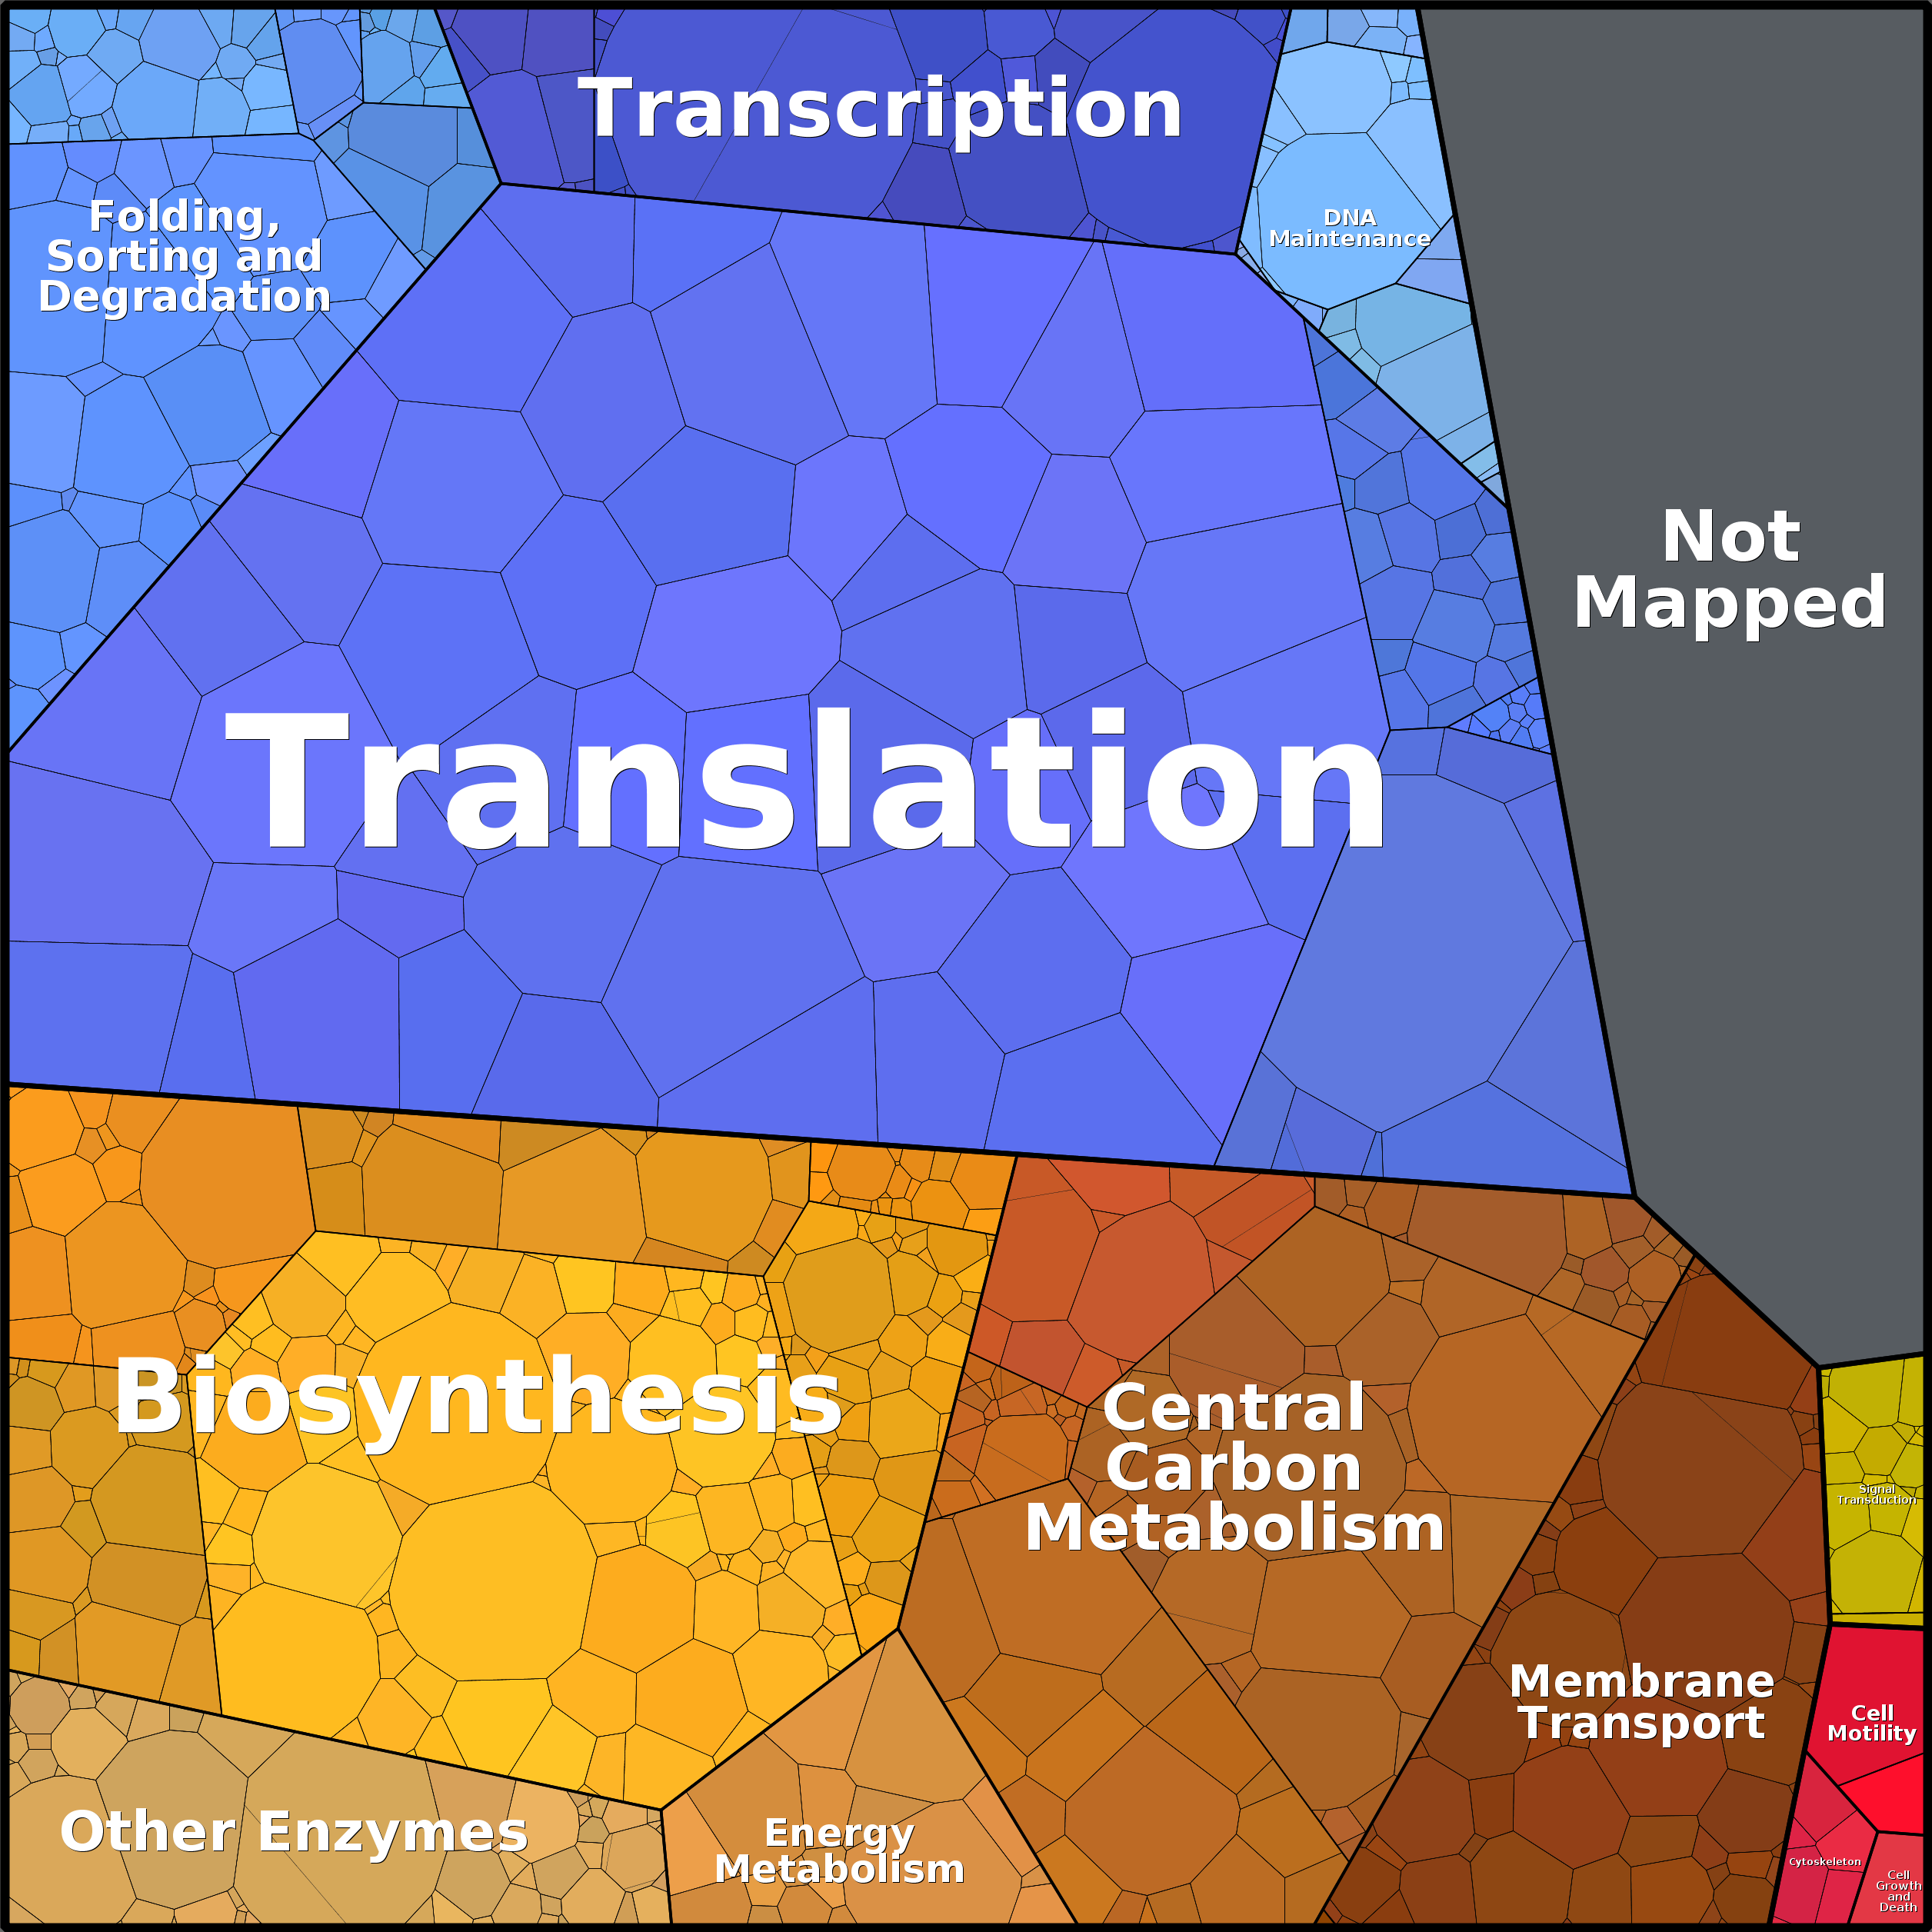 Transcription
Folding,
Sorting and
Degradation
DNA
Maintenance
Not
Mapped
Translation
Biosynthesis
Central
Carbon
Metabolism
Signal
Transduction
Membrane
Transport
Cell
Motility
Other Enzymes
Energy
Metabolism
Cytoskeleton
Cell
Growth
and
Death